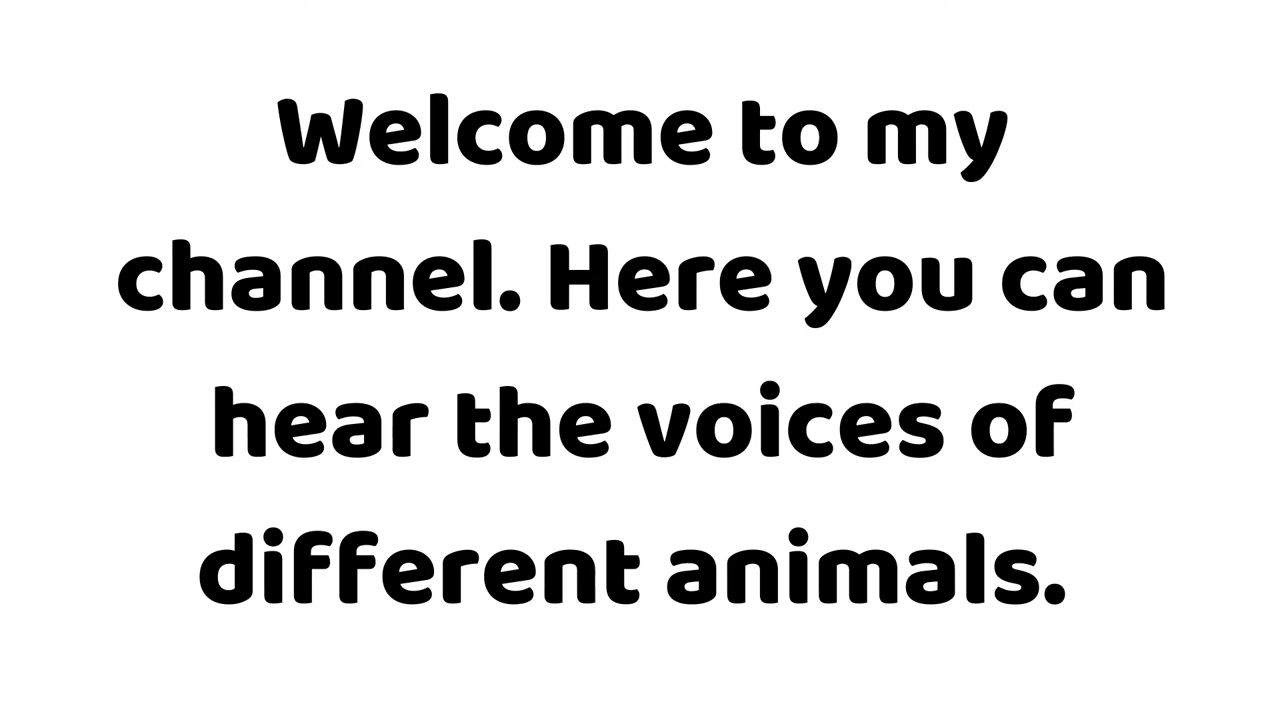 Welcome to my
channel. Here you can
hear the voices of
different animals.